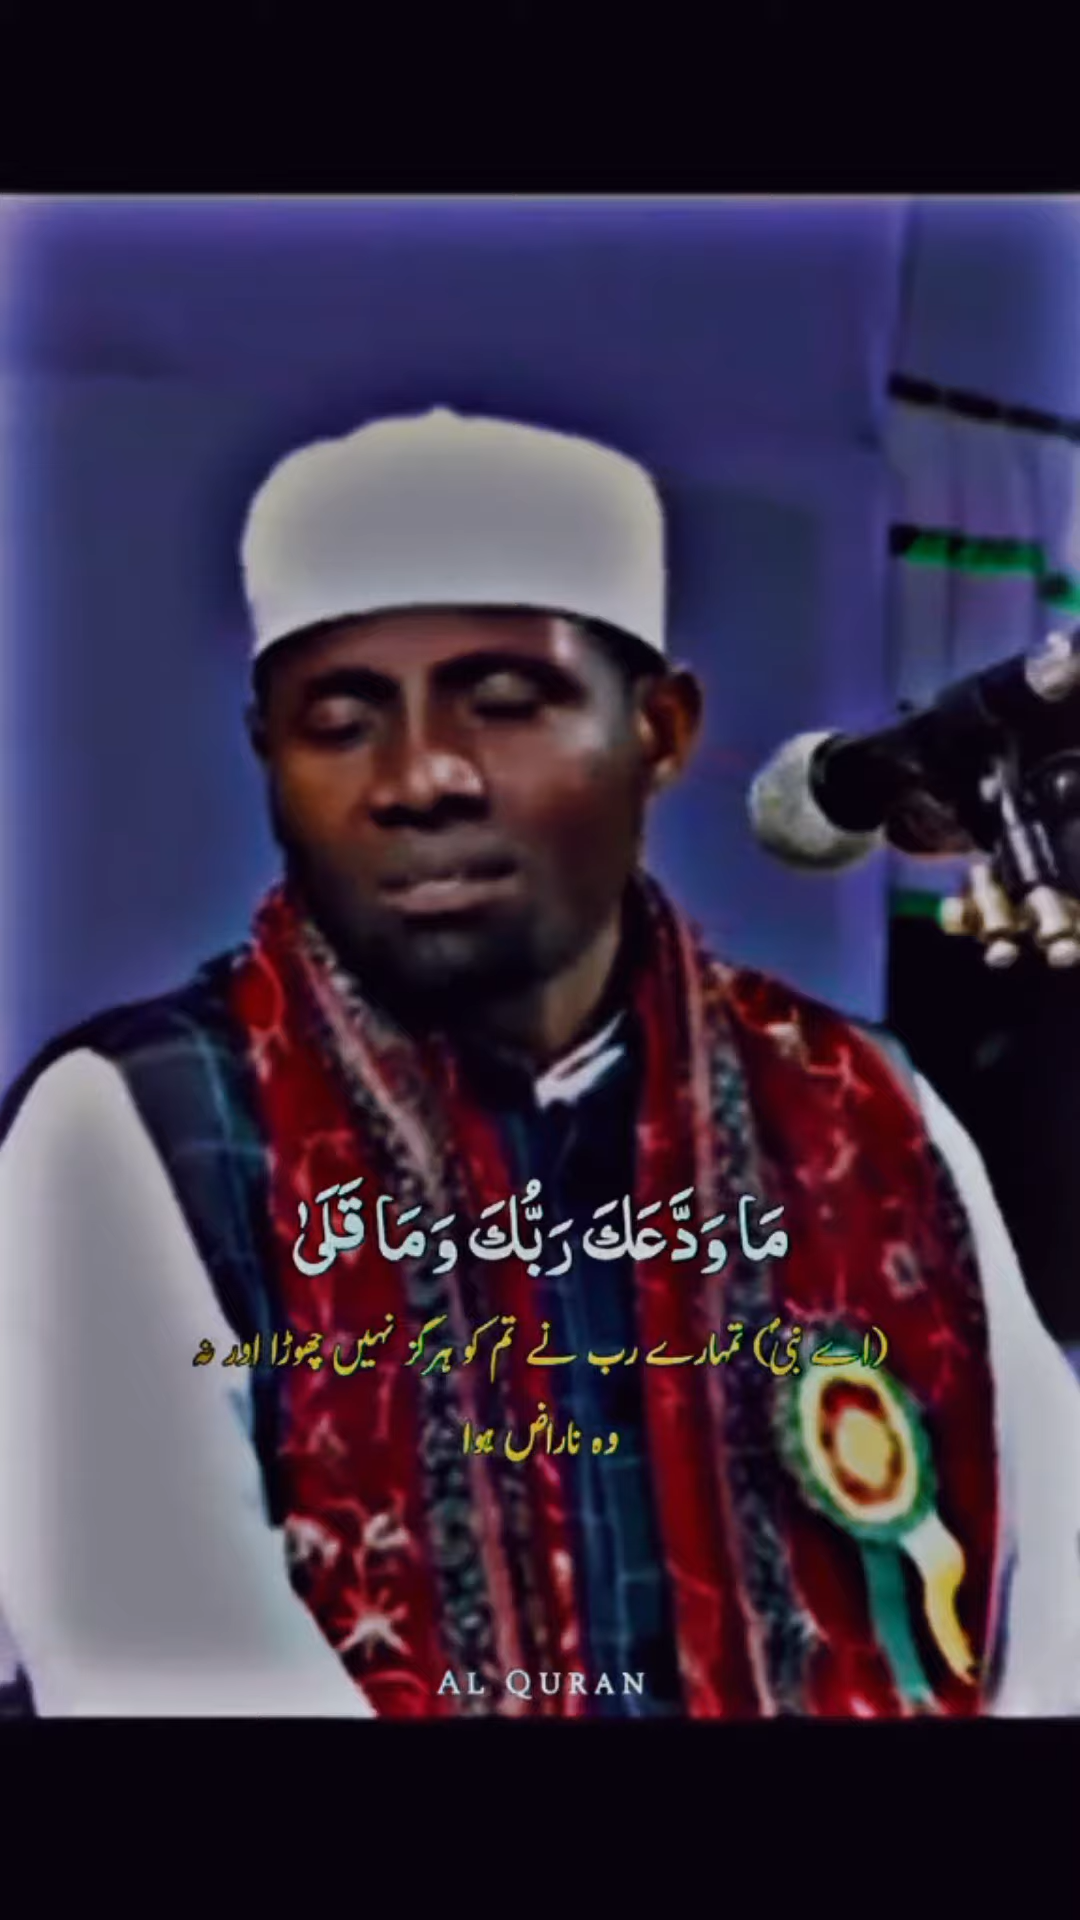 مَا وَدَّعَكَ رَبُّكَ وَمَا قَلَىٰ
(اے نبیؐ) تمہارے رب نے تم کو ہرگز نہیں چھوڑا اور نہ
وہ ناراض ہوا
AL QURAN